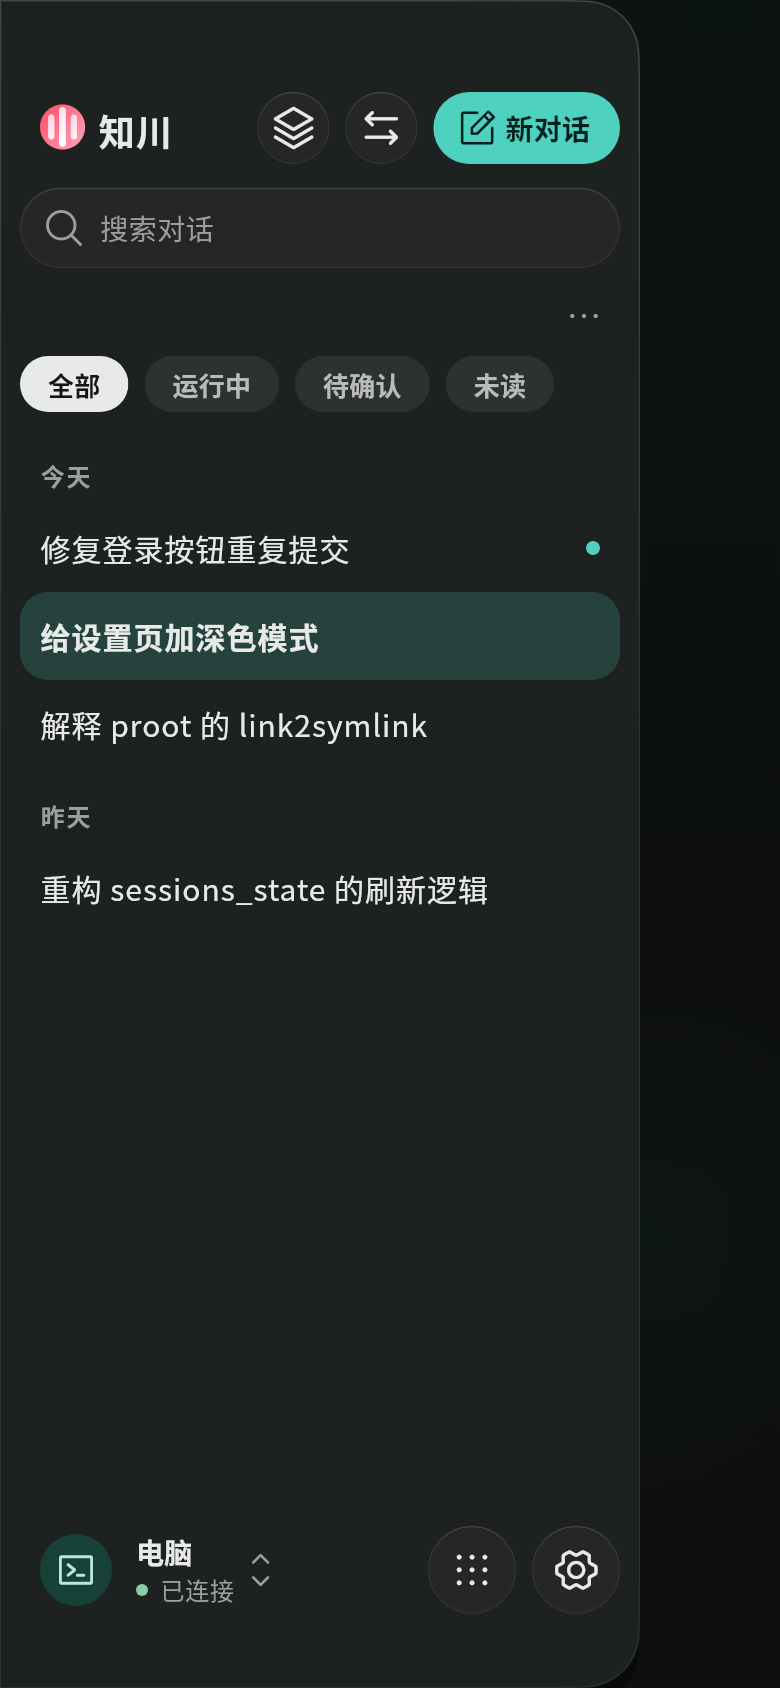 知川
新对话
搜索对话
...
全部 运行中 待确认 未读
今天
修复登录按钮重复提交
给设置页加深色模式
解释 proot 的 link2symlink
昨天
重构 sessions_state 的刷新逻辑
电脑
已连接